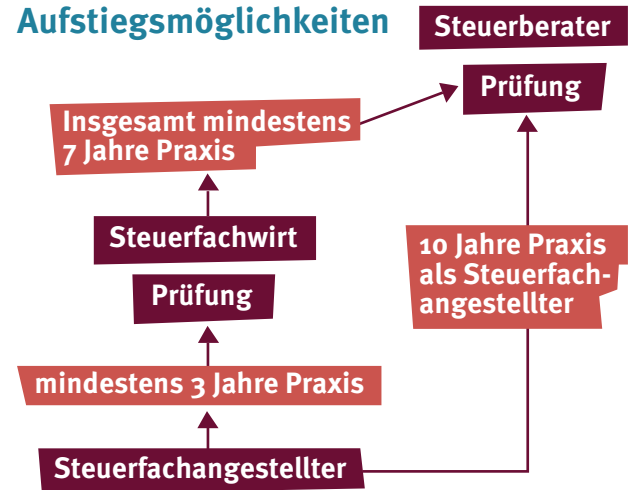 Aufstiegsmöglichkeiten
Steuerberater
Prüfung
Insgesamt mindestens
7 Jahre Praxis
Steuerfachwirt
Prüfung
10 Jahre Praxis
als Steuerfach-
angestellter
mindestens 3 Jahre Praxis
Steuerfachangestellter